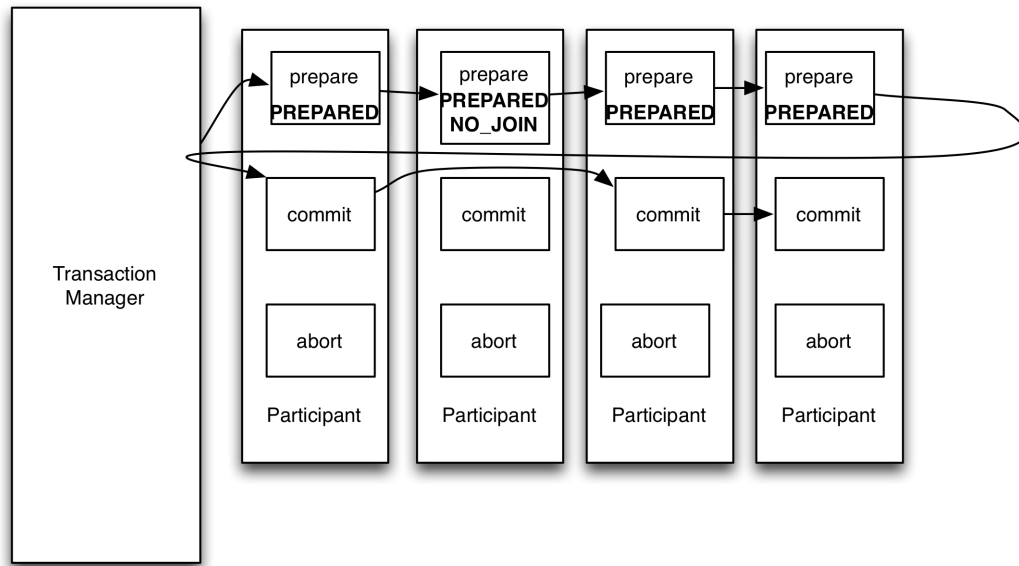 Transaction
Manager
prepare
PREPARED
commit
abort
Participant
prepare
PREPARED
NO_JOIN
commit
abort
Participant
prepare
PREPARED
commit
abort
Participant
prepare
PREPARED
commit
abort
Participant